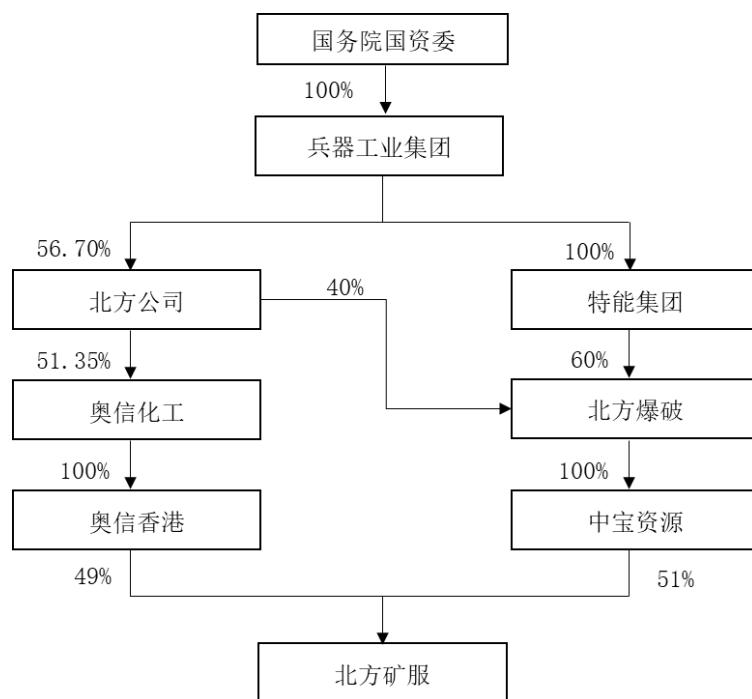 国务院国资委
100%
兵器工业集团
56.70%
100%
北方公司
40%
特能集团
51.35%
60%
奥信化工
北方爆破
100%
100%
奥信香港
中宝资源
49%
51%
北方矿服